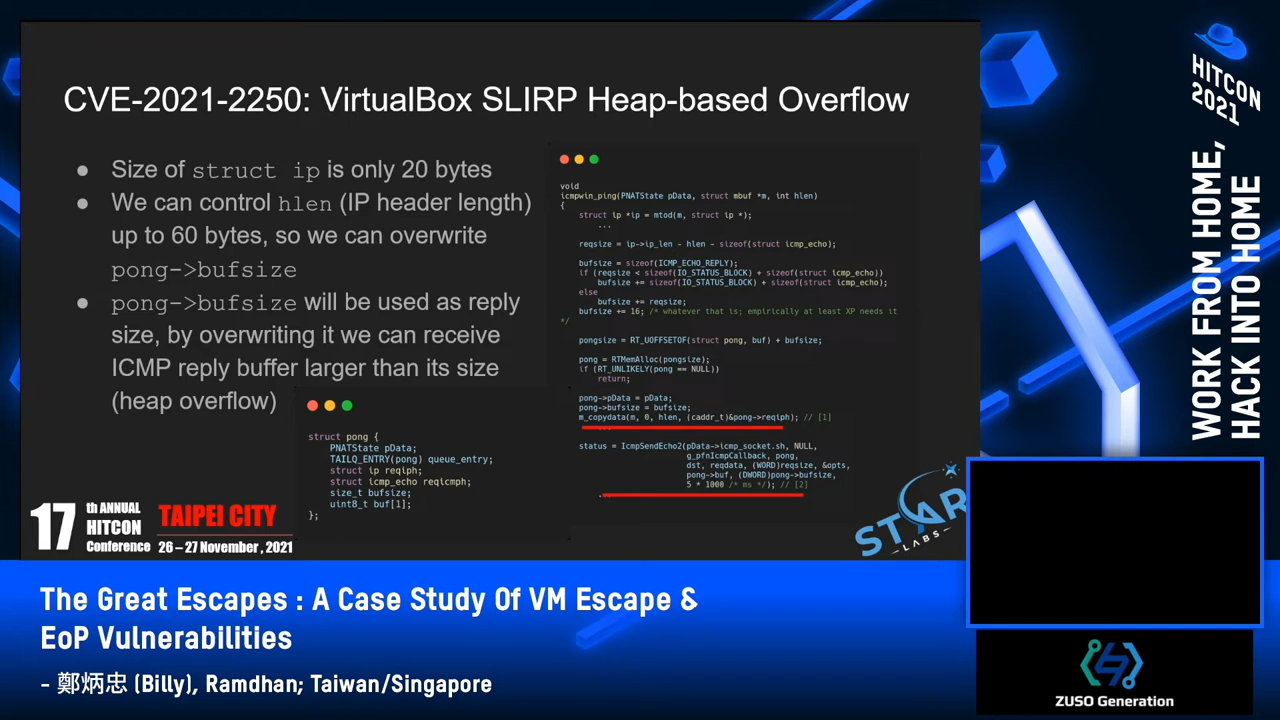 CVE-2021-2250: VirtualBox SLIRP Heap-based Overflow
● Size of struct ip is only 20 bytes
● We can control hlen (IP header length)
up to 60 bytes, so we can overwrite
pong->bufsize
● pong->bufsize will be used as reply
size, by overwriting it we can receive
ICMP reply buffer larger than its size
(heap overflow)
struct pong {
PNATState pData;
TAILQ_ENTRY(pong) queue_entry;
struct ip reqiph;
struct icmp_echo reqicmph;
size_t bufsize;
uint8_t buf[1];
};
void
icmpwin_ping(PNATState pData, struct mbuf *m, int hlen)
{
struct ip *ip = mtod(m, struct ip *);
...
reqsize = ip->ip_len - hlen - sizeof(struct icmp_echo);
bufsize = sizeof(ICMP_ECHO_REPLY);
if (reqsize < sizeof(IO_STATUS_BLOCK) + sizeof(struct icmp_echo))
bufsize += sizeof(IO_STATUS_BLOCK) + sizeof(struct icmp_echo);
else
bufsize += reqsize;
bufsize += 16; /* whatever that is; empirically at least XP needs it
*/
pongsize = RT_UOFFSETOF(struct pong, buf) + bufsize;
pong = RTMemAlloc(pongsize);
if (RT_UNLIKELY(pong == NULL))
return;
pong->pData = pData;
pong->bufsize = bufsize;
m_copydata(m, 0, hlen, (caddr_t)&pong->reqiph); // [1]
...
status = IcmpSendEcho2(pData->icmp_socket.sh, NULL,
g_pfnIcmpCallback, pong,
dst, reqdata, (WORD)reqsize, &opts,
pong->buf, (DWORD)pong->bufsize,
5 * 1000 /* ms */); // [2]
...
STAR
LABS
17
th ANNUAL
HITCON
Conference
TAIPEI CITY
26 – 27 November , 2021
The Great Escapes : A Case Study Of VM Escape &
EoP Vulnerabilities
- 鄭炳忠 (Billy), Ramdhan; Taiwan/Singapore
HITCON
2021
WORK FROM HOME,
HACK INTO HOME
ZUSO Generation